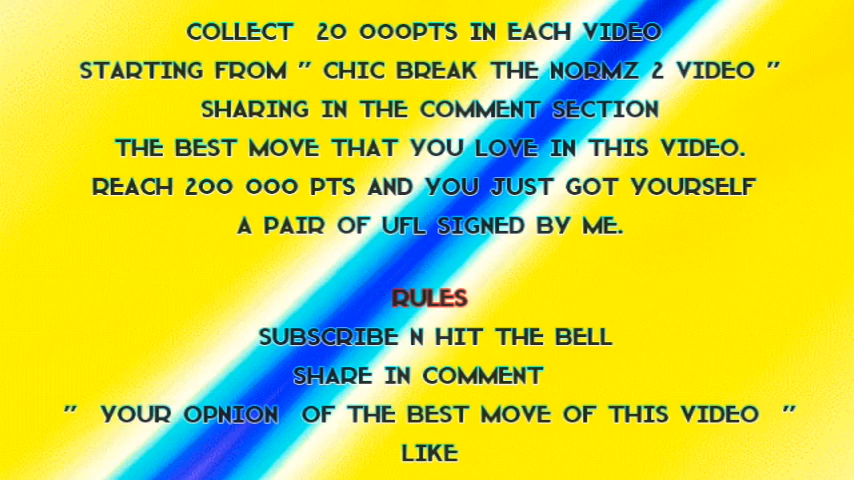 COLLECT 20 000PTS IN EACH VIDEO
STARTING FROM " CHIC BREAK THE NORMZ 2 VIDEO "
SHARING IN THE COMMENT SECTION
THE BEST MOVE THAT YOU LOVE IN THIS VIDEO.
REACH 200 000 PTS AND YOU JUST GOT YOURSELF
A PAIR OF UFL SIGNED BY ME.
RULES
SUBSCRIBE N HIT THE BELL
SHARE IN COMMENT
" YOUR OPNION OF THE BEST MOVE OF THIS VIDEO "
LIKE